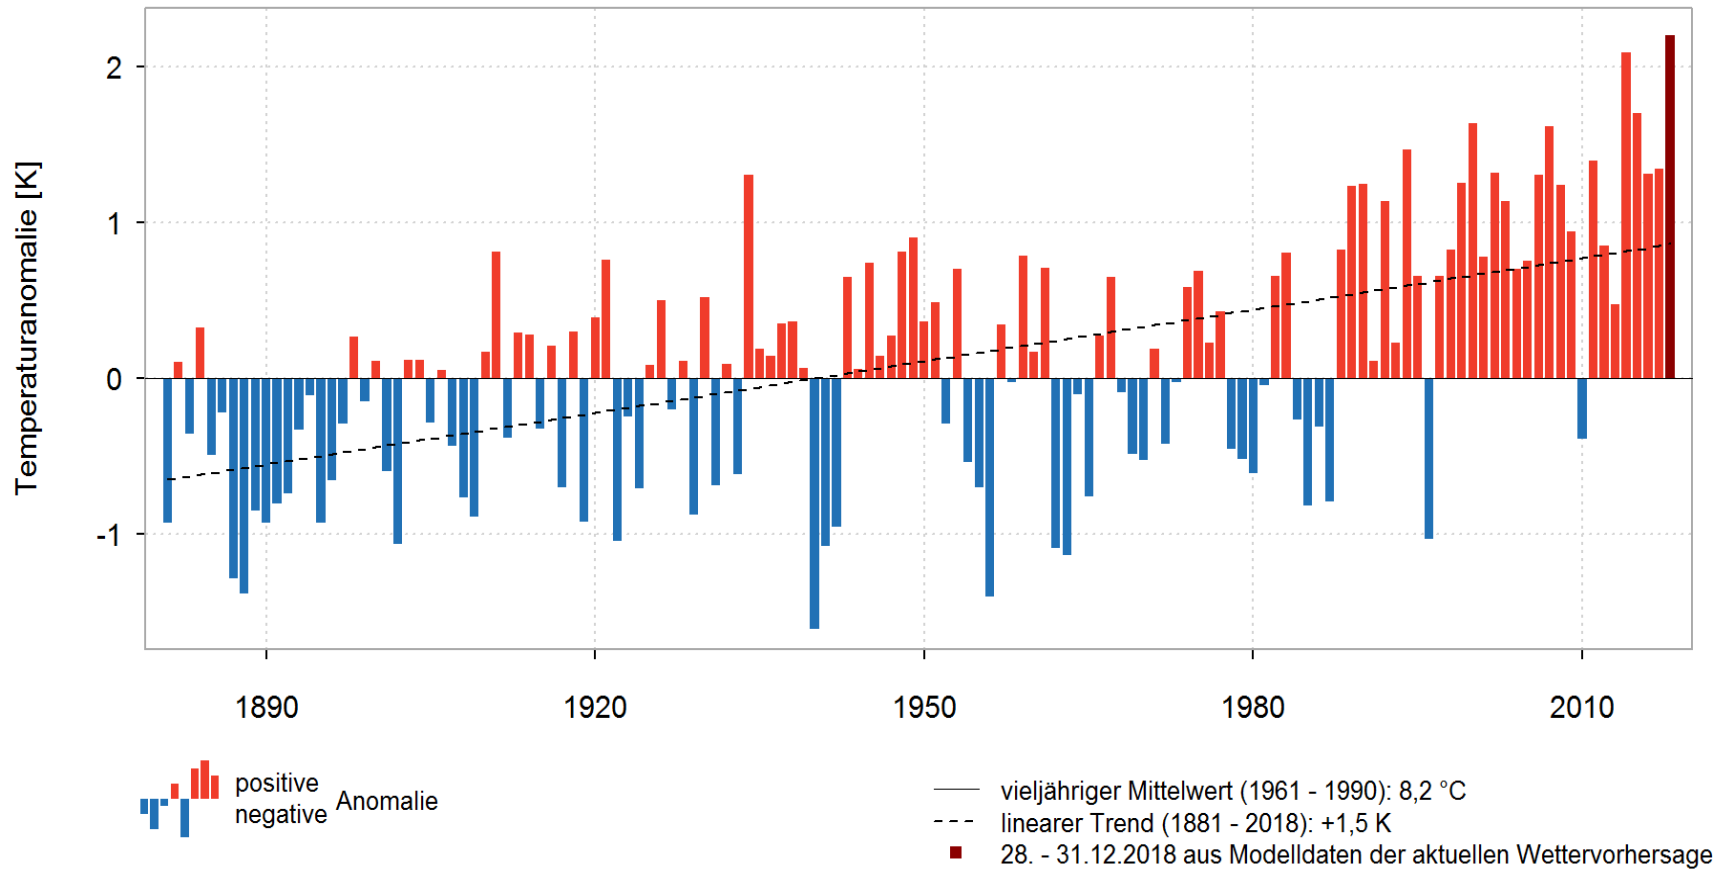 Temperaturanomalie [K]
2
1
0
-1
1890
1920
1950
1980
2010
positive
negative
Anomalie
vieljähriger Mittelwert (1961 - 1990): 8,2 °C
linearer Trend (1881 - 2018): +1,5 K
28. - 31.12.2018 aus Modelldaten der aktuellen Wettervorhersage